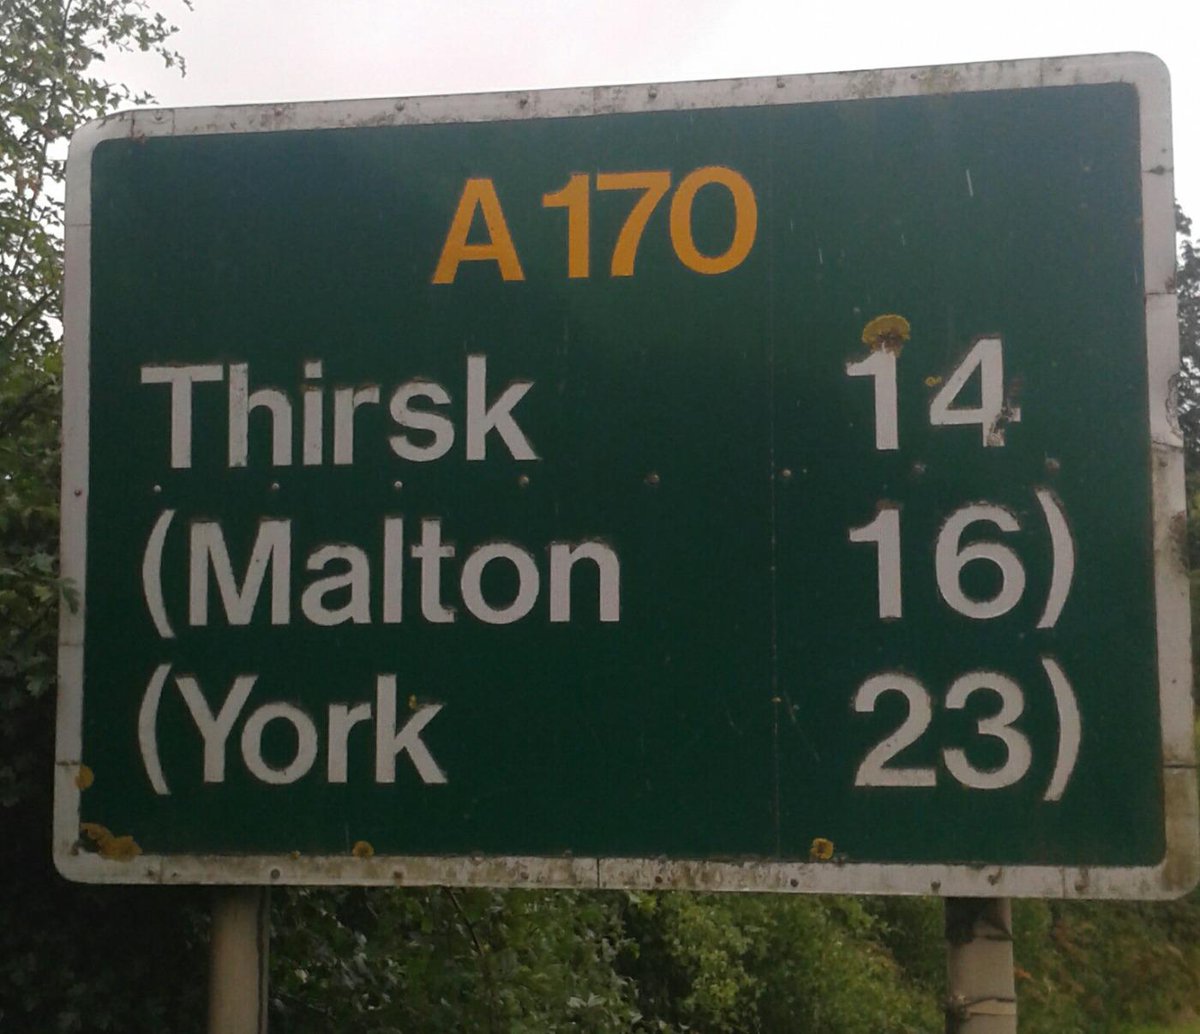 A170
Thirsk 14
(Malton 16)
(York 23)